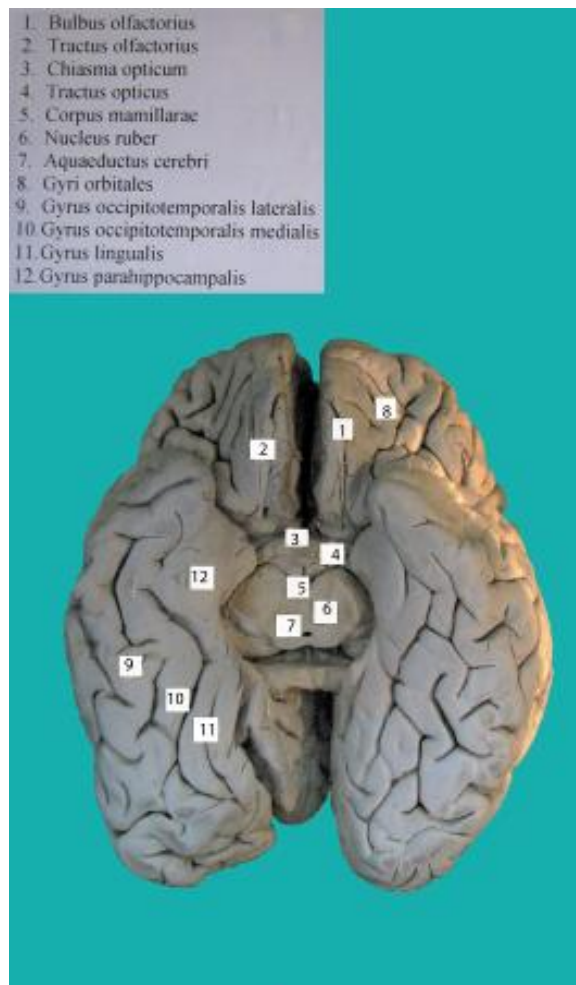 1. Bulbus olfactorius
2. Tractus olfactorius
3. Chiasma opticum
4. Tractus opticus
5. Corpus mamillarae
6. Nucleus ruber
7. Aquaeductus cerebri
8. Gyri orbitales
9. Gyrus occipitotemporalis lateralis
10. Gyrus occipitotemporalis medialis
11. Gyrus lingualis
12. Gyrus parahippocampalis
8
1
2
3
4
12
5
6
7
9
10
11